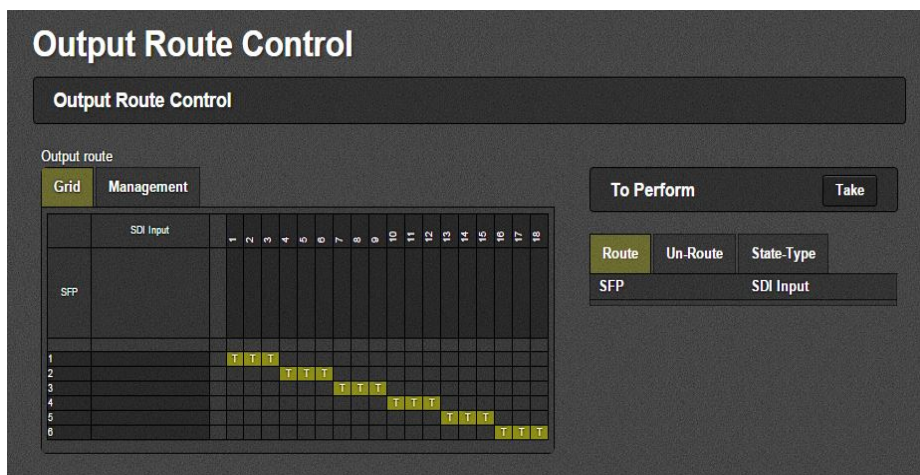 Output Route Control
Output Route Control
Output route
Grid Management
To Perform Take
SDI Input 1 2 3 4 5 6 7 8 9 10 11 12 13 14 15 16 17 18
Route Un-Route State-Type
SFP
SFP SDI Input
1 T T T
2 T T T
3 T T T
4 T T T
5 T T T
6 T T T